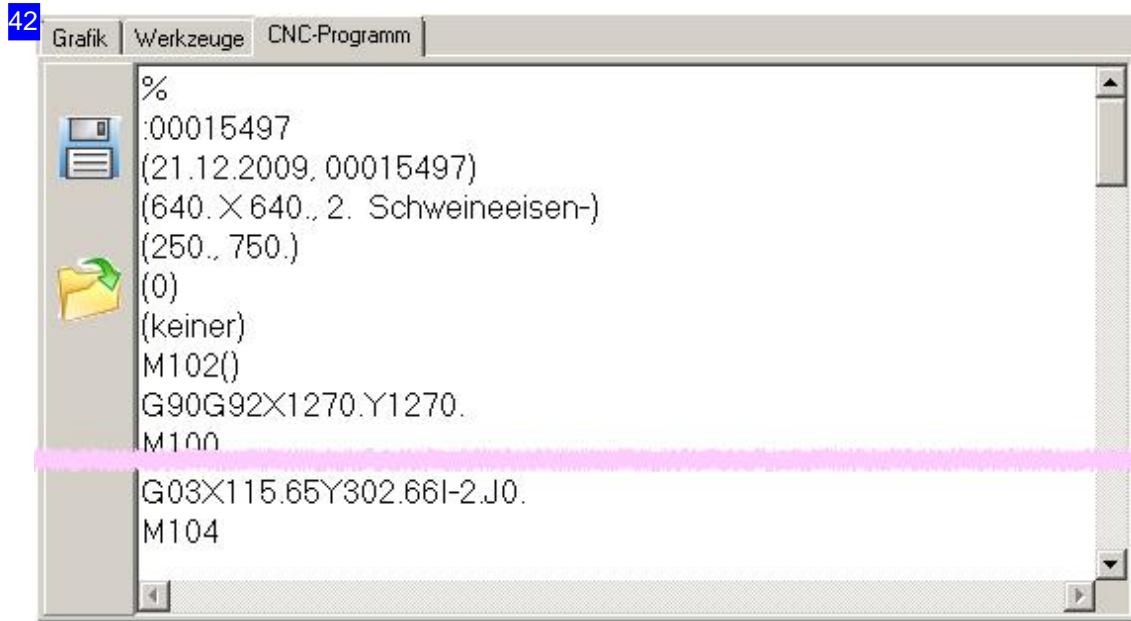 42
Grafik Werkzeuge CNC-Programm
%
:00015497
(21.12.2009, 00015497)
(640. X 640., 2. Schweineeisen-)
(250., 750.)
(0)
(keiner)
M102()
G90G92X1270.Y1270.
M100
G03X115.65Y302.66I-2.J0.
M104